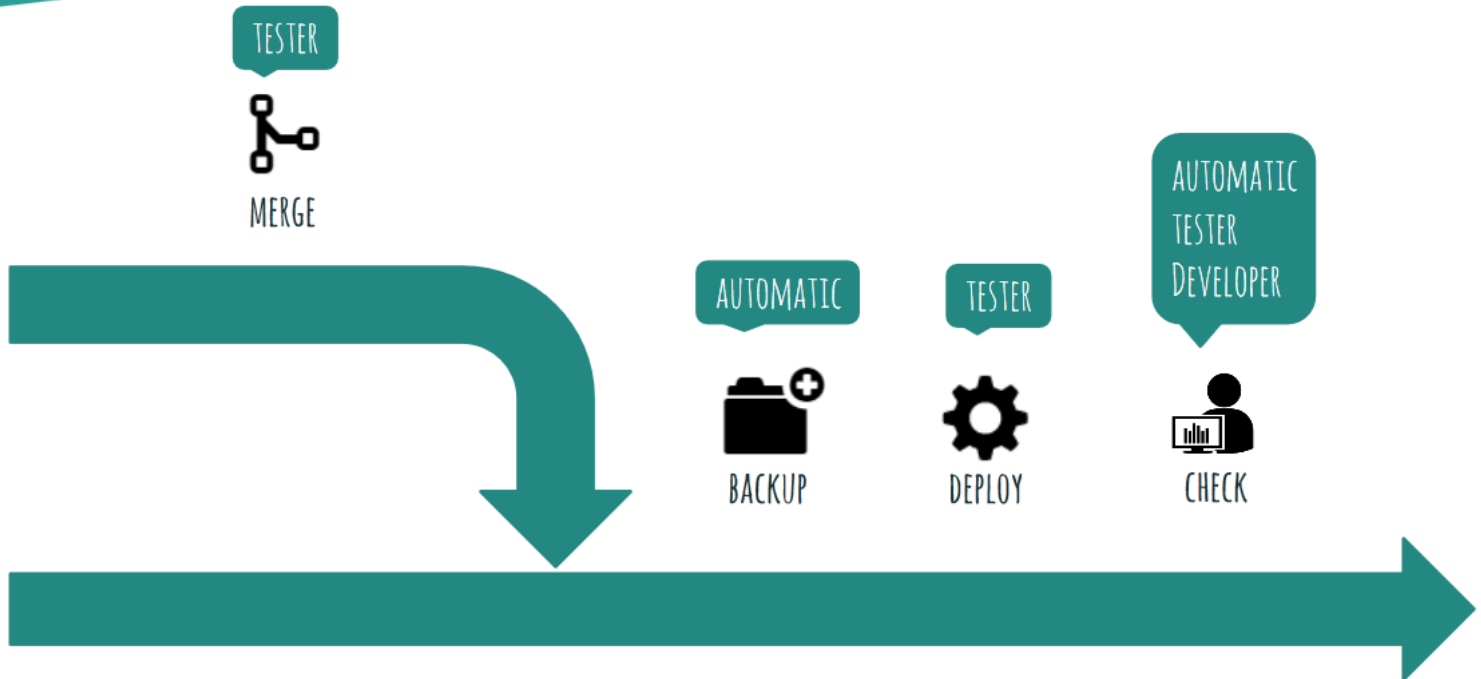 TESTER
MERGE
AUTOMATIC
TESTER
DEVELOPER
AUTOMATIC
TESTER
BACKUP
DEPLOY
CHECK